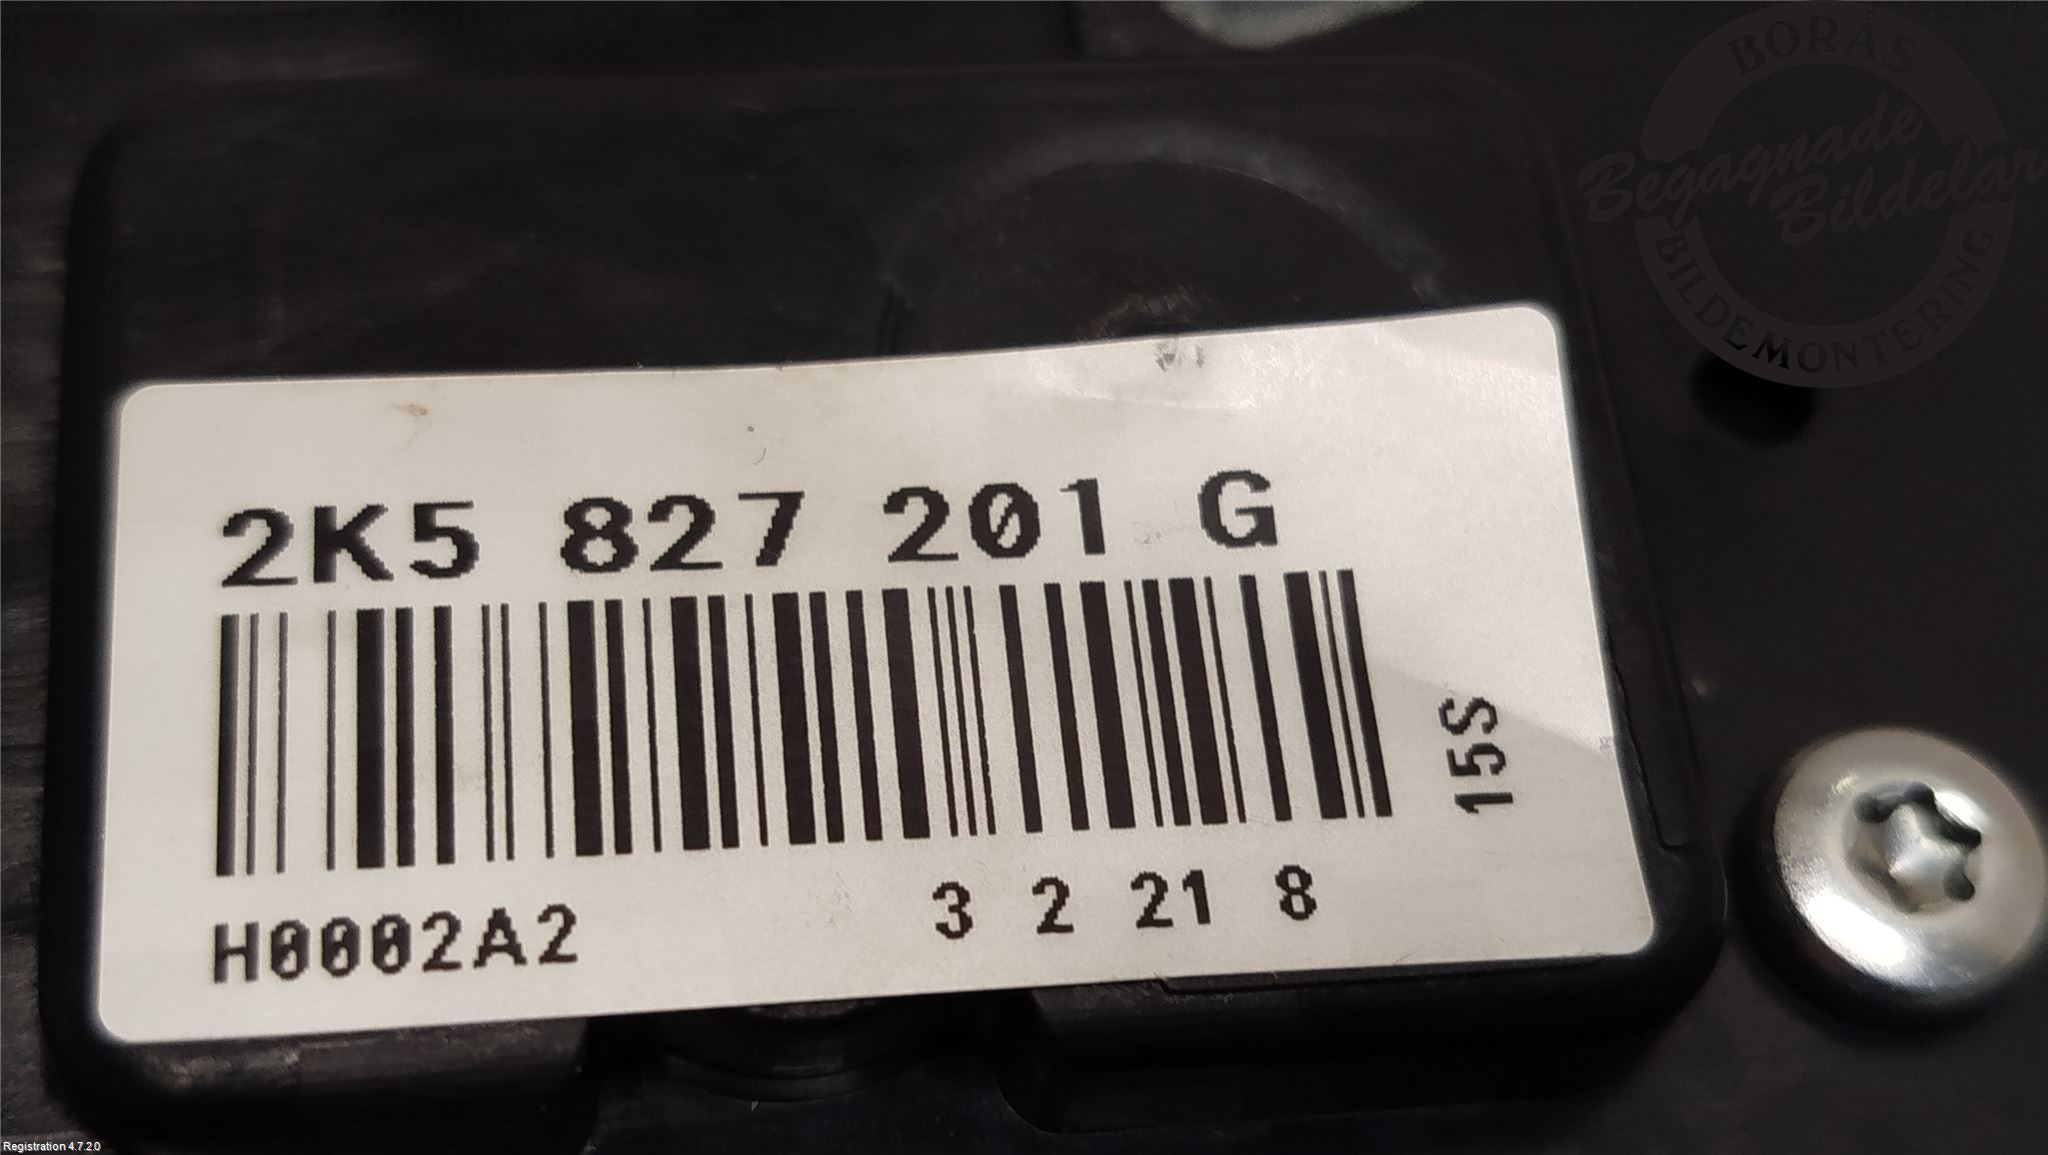 BORÅS
Begagnade
Bildelar
BILDEMONTERING
2K5 827 201 G
15S
H0002A2 3 2 21 8
Registration 4.7.2.0